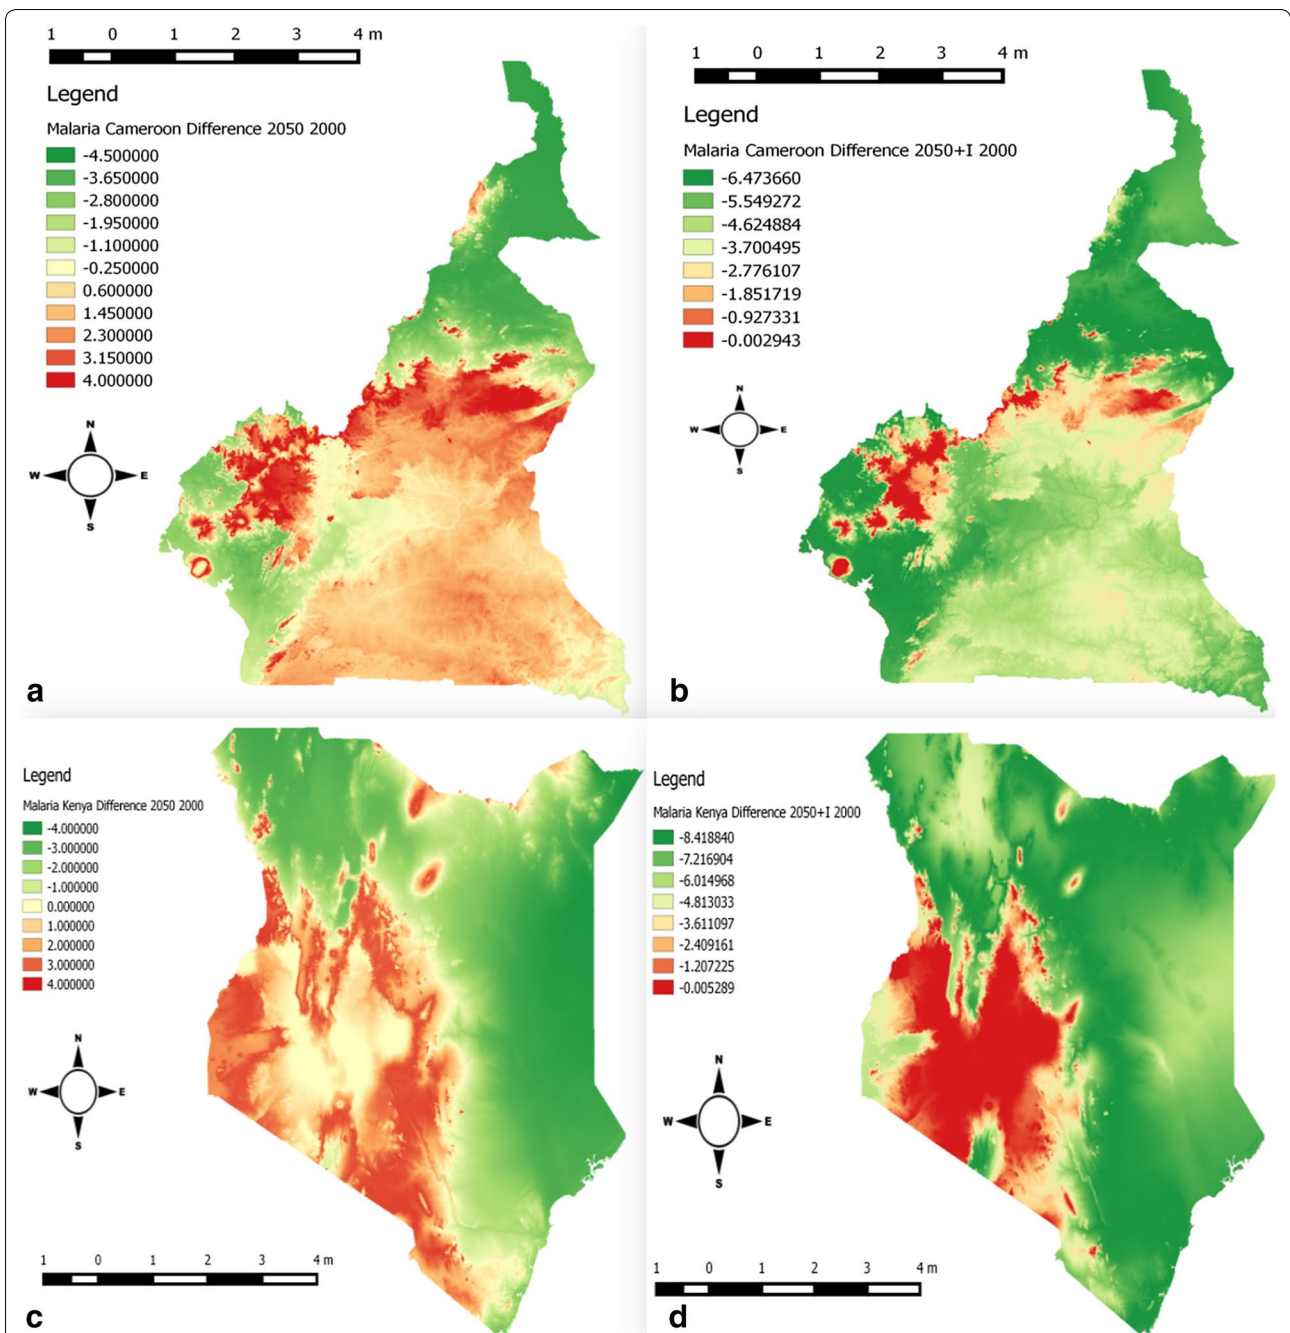 1 0 1 2 3 4 m
Legend
Malaria Cameroon Difference 2050 2000
-4.500000
-3.650000
-2.800000
-1.950000
-1.100000
-0.250000
0.600000
1.450000
2.300000
3.150000
4.000000
N
W E
S
a
1 0 1 2 3 4 m
Legend
Malaria Cameroon Difference 2050+I 2000
-6.473660
-5.549272
-4.624884
-3.700495
-2.776107
-1.851719
-0.927331
-0.002943
N
W E
S
b
Legend
Malaria Kenya Difference 2050 2000
-4.000000
-3.000000
-2.000000
-1.000000
0.000000
1.000000
2.000000
3.000000
4.000000
N
W E
S
1 0 1 2 3 4 m
c
Legend
Malaria Kenya Difference 2050+I 2000
-8.418840
-7.216904
-6.014968
-4.813033
-3.611097
-2.409161
-1.207225
-0.005289
N
W E
S
1 0 1 2 3 4 m
d